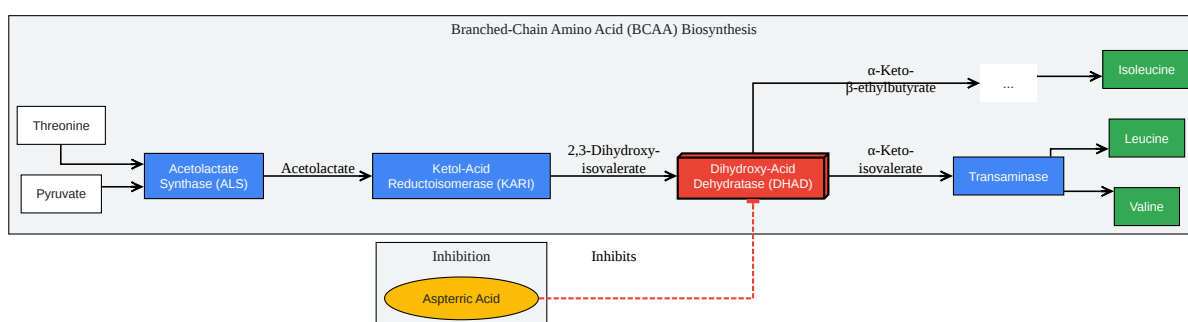 Branched-Chain Amino Acid (BCAA) Biosynthesis
α-Keto-
β-ethylbutyrate
...
Isoleucine
Threonine
Pyruvate
Acetolactate
Synthase (ALS)
Acetolactate
Ketol-Acid
Reductoisomerase (KARI)
2,3-Dihydroxy-
isovalerate
Dihydroxy-Acid
Dehydratase (DHAD)
α-Keto-
isovalerate
Transaminase
Leucine
Valine
Inhibition
Inhibits
Aspterric Acid